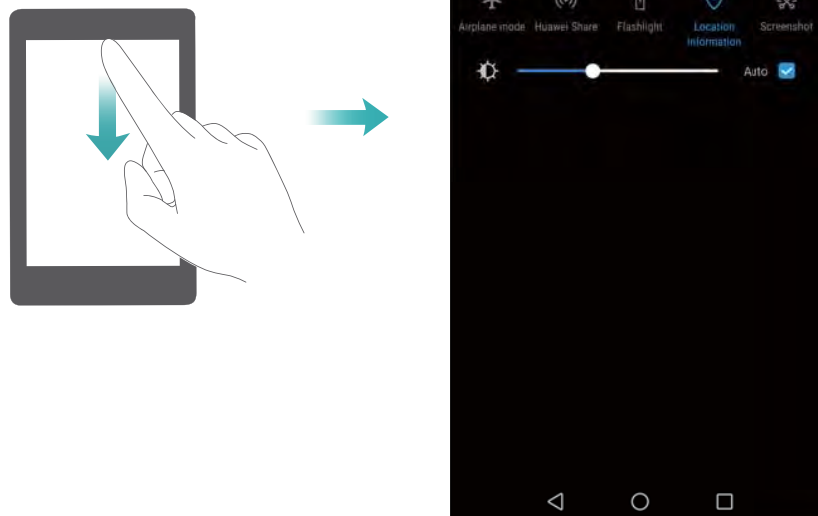 Airplane mode Huawei Share Flashlight Location Screenshot
information
Auto